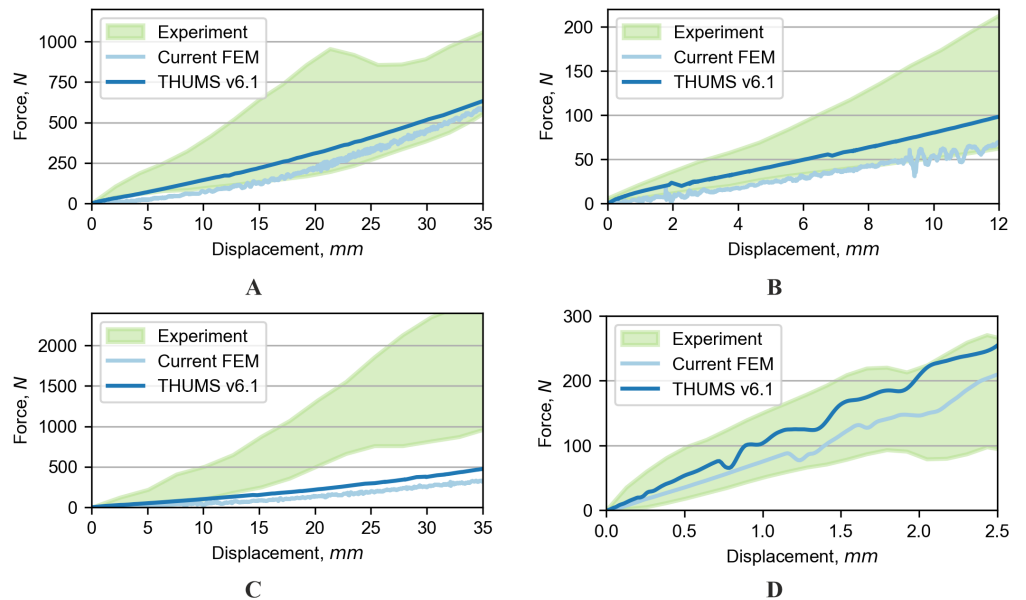 Experiment
Current FEM
THUMS v6.1
1000
750
500
250
0
Force, N
0 5 10 15 20 25 30 35
Displacement, mm
A
Experiment
Current FEM
THUMS v6.1
200
150
100
50
0
Force, N
0 2 4 6 8 10 12
Displacement, mm
B
Experiment
Current FEM
THUMS v6.1
2000
1500
1000
500
0
Force, N
0 5 10 15 20 25 30 35
Displacement, mm
C
Experiment
Current FEM
THUMS v6.1
300
200
100
0
Force, N
0.0 0.5 1.0 1.5 2.0 2.5
Displacement, mm
D